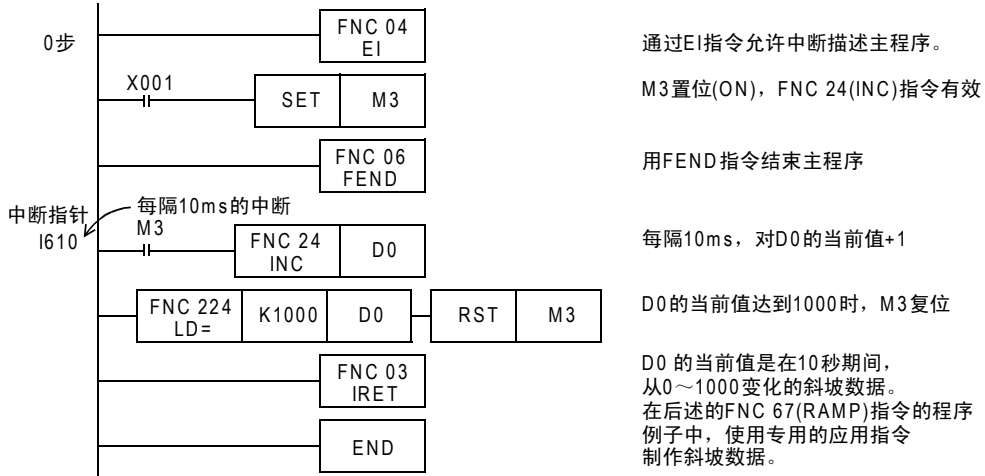 0步
FNC 04
EI
通过EI指令允许中断描述主程序。
X001
SET
M3
M3置位(ON)，FNC 24(INC)指令有效
FNC 06
FEND
用FEND指令结束主程序
中断指针
I610
每隔10ms的中断
M3
FNC 24
INC
D0
每隔10ms，对D0的当前值+1
FNC 224
LD=
K1000
D0
RST
M3
D0的当前值达到1000时，M3复位
FNC 03
IRET
D0 的当前值是在10秒期间，
从0～1000变化的斜坡数据。
在后述的FNC 67(RAMP)指令的程序
例子中，使用专用的应用指令
制作斜坡数据。
END